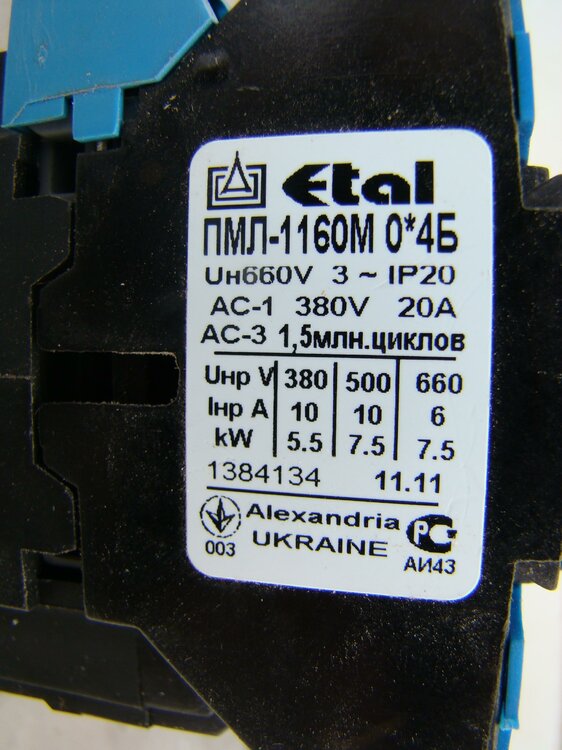 Etal
ПМЛ-1160М 0*4Б
Uн660V 3 ~ IP20
AC-1 380V 20A
AC-3 1,5млн.циклов
Uнр V 380 500 660
Iнр А 10 10 6
kW 5.5 7.5 7.5
1384134 11.11
Alexandria
UKRAINE
003
РС
АИ43